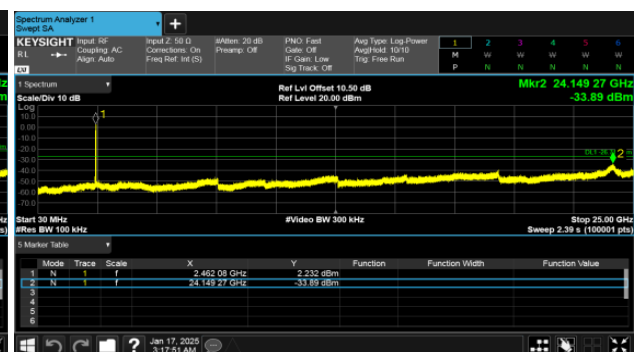 Spectrum Analyzer 1
Swept SA
+
KEYSIGHT Input: RF Input Z: 50 Ω #Atten: 20 dB PNO: Fast Avg Type: Log-Power 1 2 3 4 5 6
RL Coupling: AC Corrections: On Preamp: Off Gate: Off Avg|Hold: 10/10 M W W W W W
Align: Auto Freq Ref: Int (S) IF Gain: Low Trig: Free Run
LXI Sig Track: Off P N N N N N
1 Spectrum Ref Lvl Offset 10.50 dB Mkr2 24.149 27 GHz
Scale/Div 10 dB Ref Level 20.00 dBm -33.89 dBm
Log
10.0 1
0.00
-10.0
-20.0
-30.0 2
-40.0
-50.0
-60.0
-70.0
Start 30 MHz #Video BW 300 kHz Stop 25.00 GHz
#Res BW 100 kHz Sweep 2.39 s (100001 pts)
5 Marker Table
Mode Trace Scale X Y Function Function Width Function Value
1 N 1 f 2.462 08 GHz 2.232 dBm
2 N 1 f 24.149 27 GHz -33.89 dBm
3
4
5
6
? Jan 17, 2025
3:17:51 AM